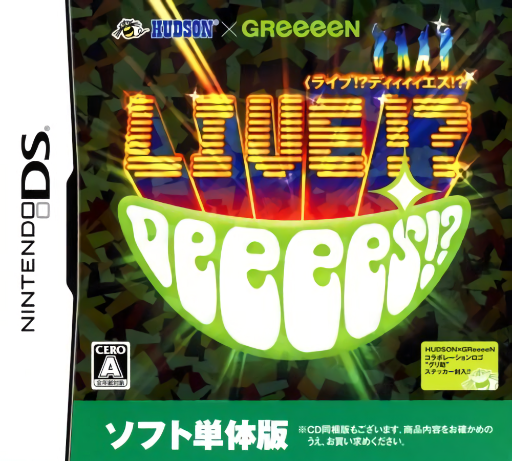 HUDSON × GReeeeN
〈ライブ!?ディィィィエス!?〉
LIVE!?
DeeeeS!?
NINTENDO DS
CERO
A
全年齢対象
HUDSON×GReeeeN
コラボレーションロゴ
"グリ助"
ステッカー封入
ソフト単体版
※CD同梱版もございます。商品内容をお確かめの
うえ、お買い求めください。